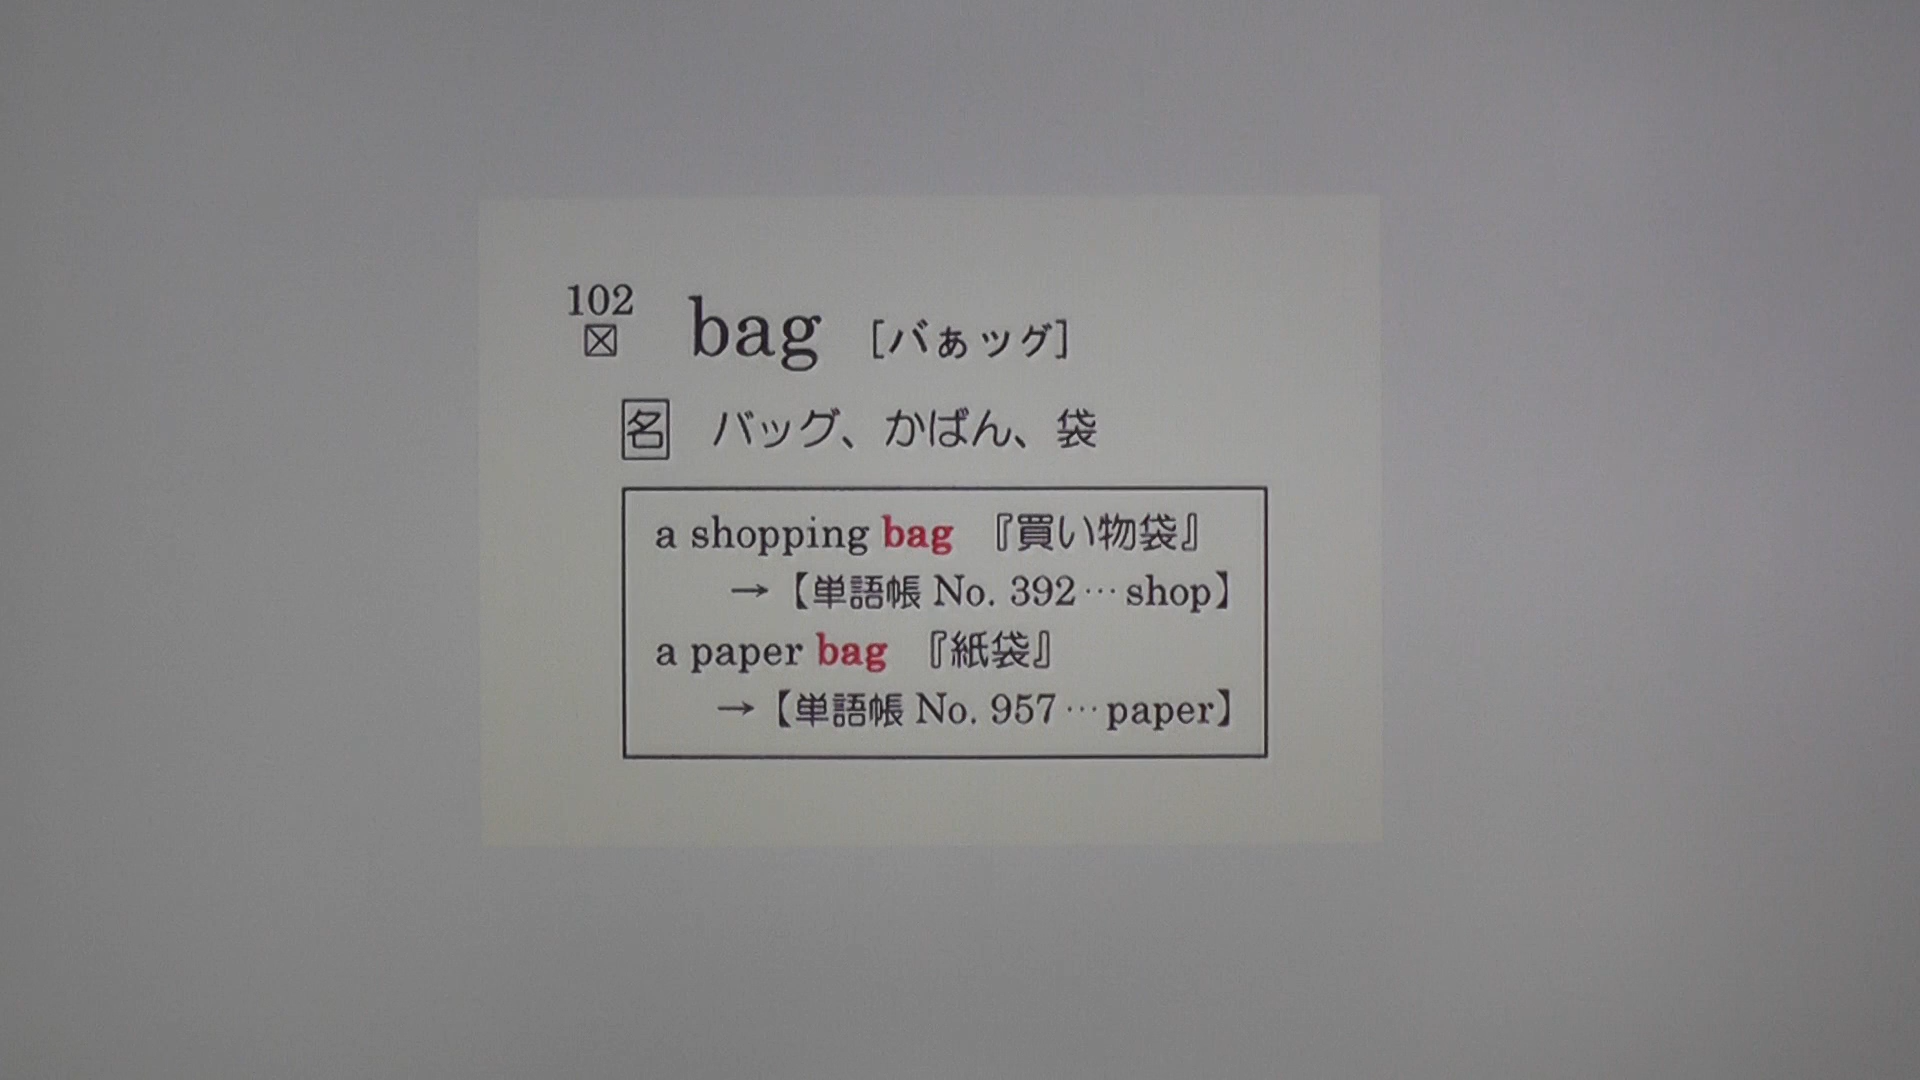 102
☒ bag [バぁッグ]
名 バッグ、かばん、袋
a shopping bag 『買い物袋』
→【単語帳 No. 392…shop】
a paper bag 『紙袋』
→【単語帳 No. 957…paper】